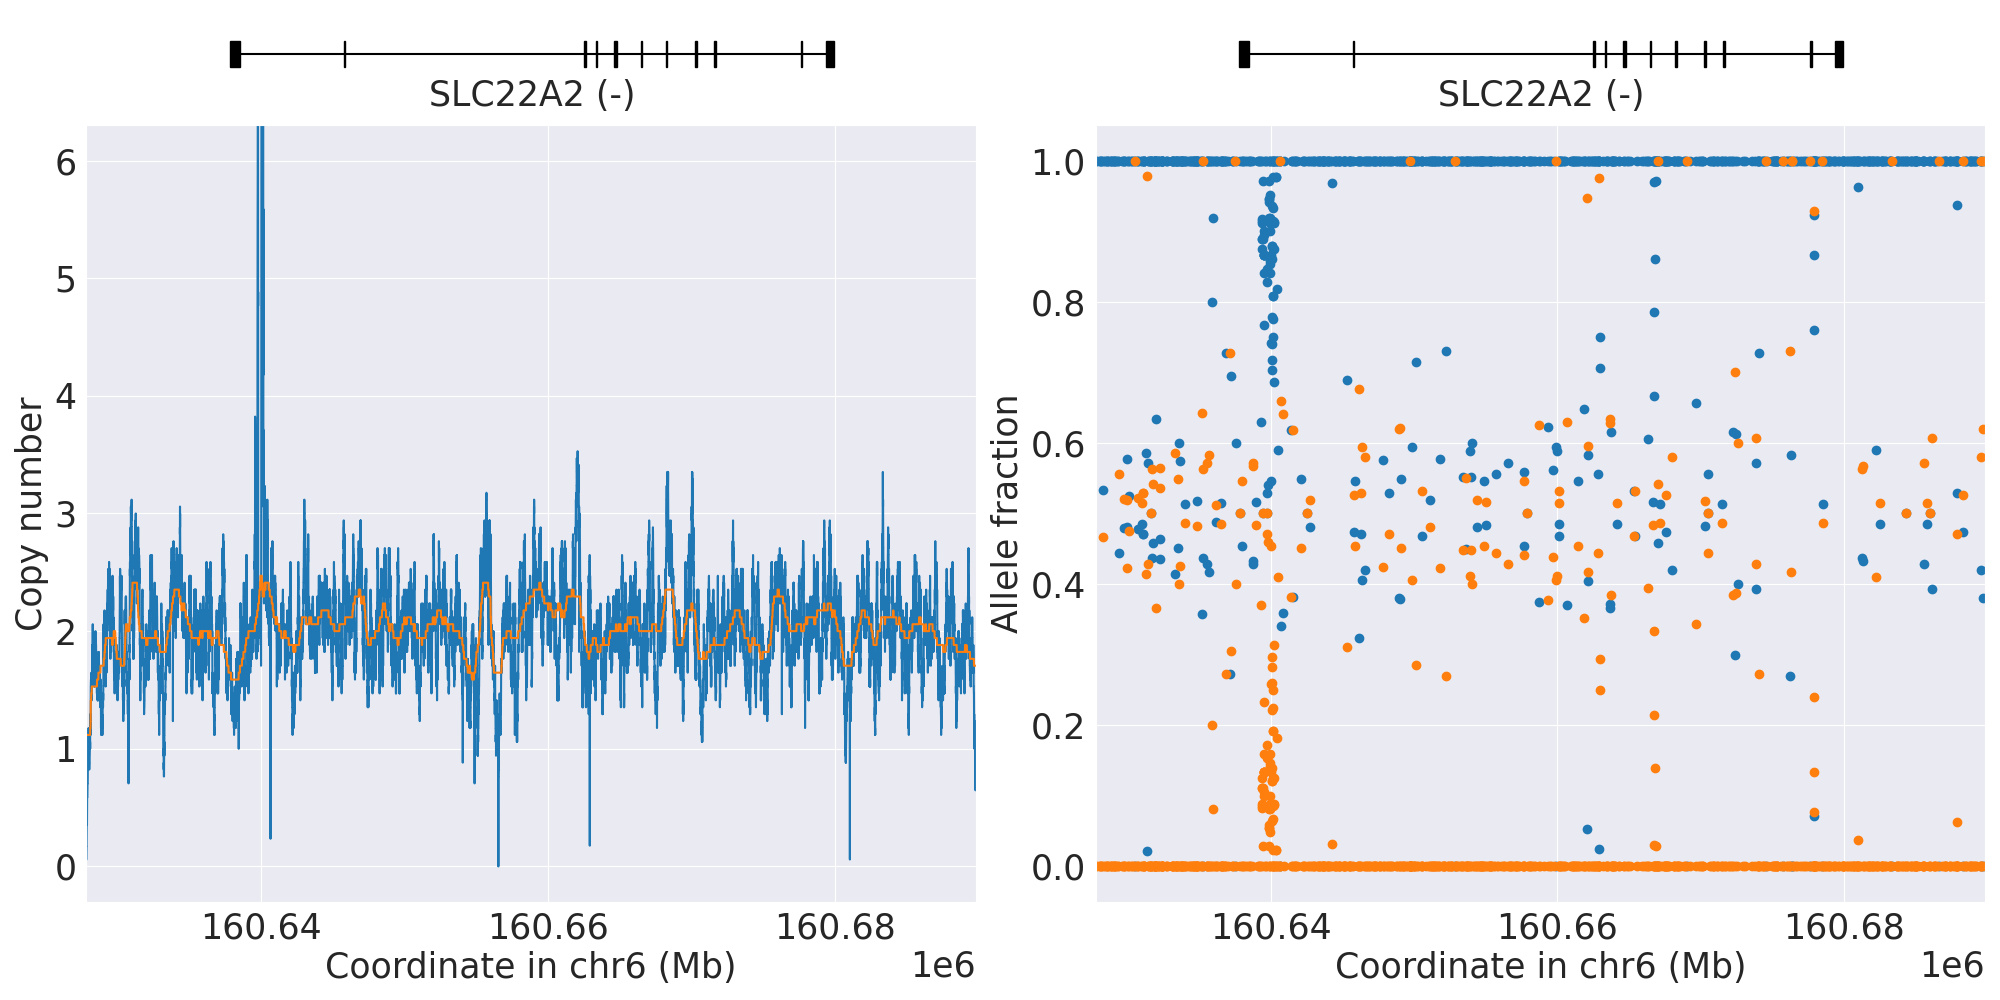 SLC22A2 (-)
6
5
4
3
2
1
0
Copy number
160.64
160.66
160.68
Coordinate in chr6 (Mb)
1e6
SLC22A2 (-)
1.0
0.8
0.6
0.4
0.2
0.0
Allele fraction
160.64
160.66
160.68
Coordinate in chr6 (Mb)
1e6